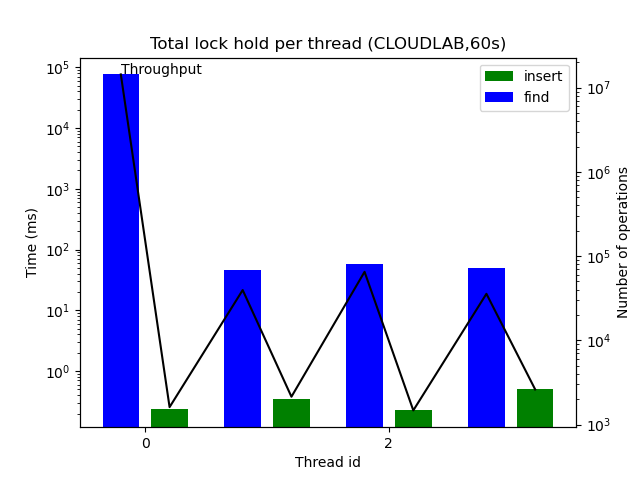 Total lock hold per thread (CLOUDLAB,60s)
Throughput
insert
find
10^5
10^4
10^3
10^2
10^1
10^0
Time (ms)
10^7
10^6
10^5
10^4
10^3
Number of operations
0
2
Thread id